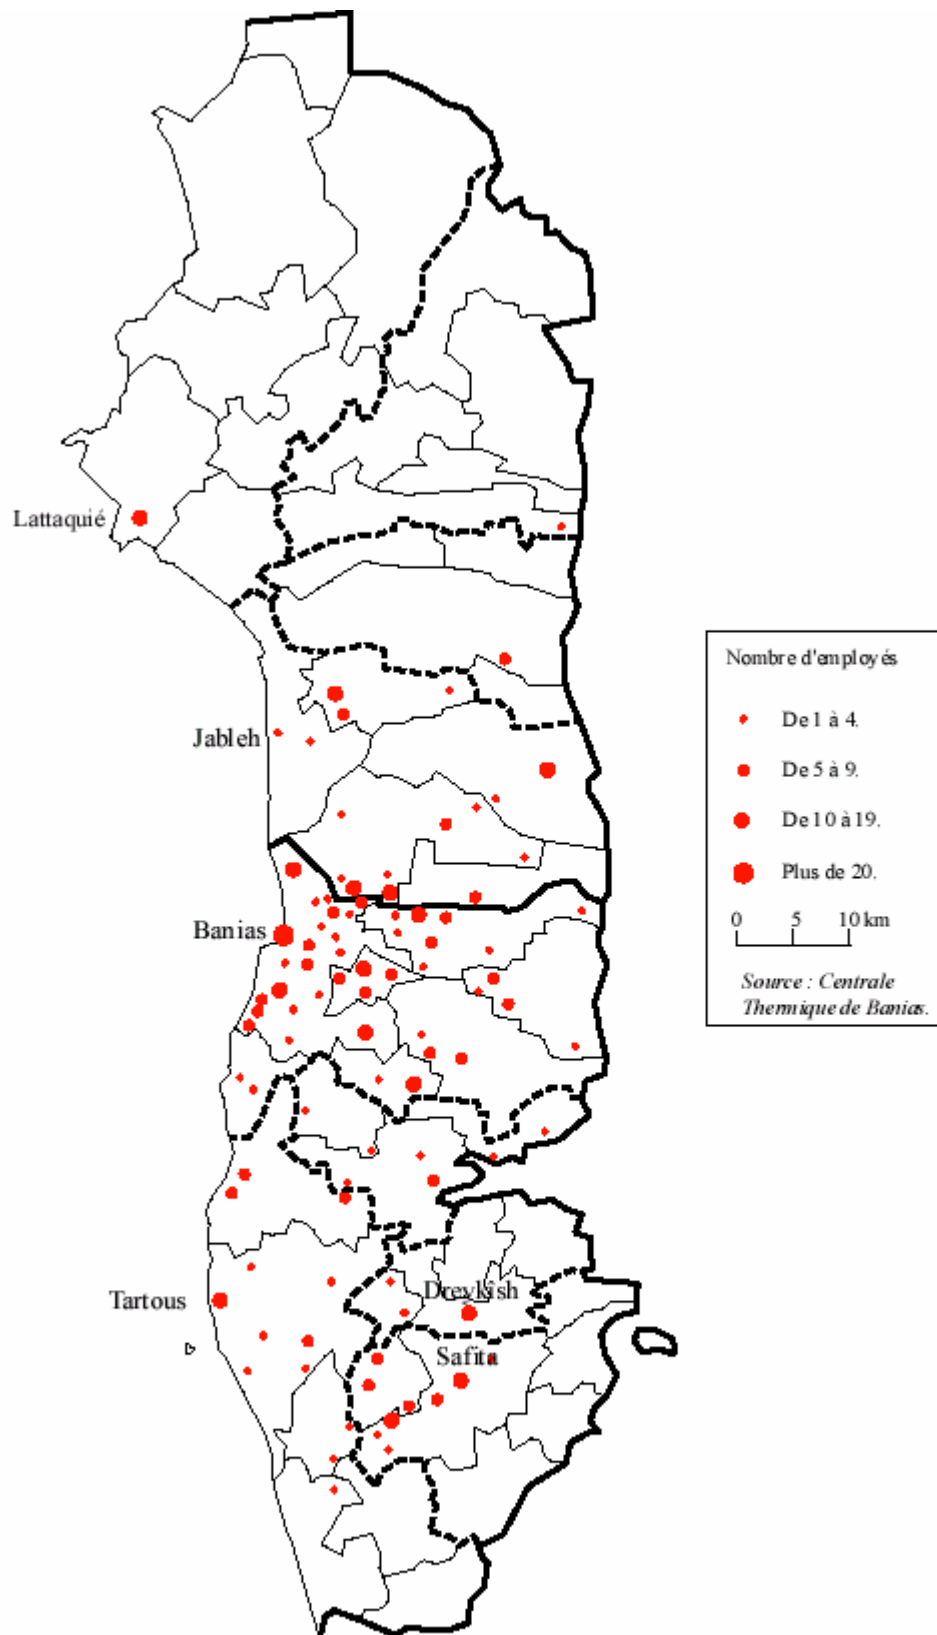 Lattaquié
Jableh
Banias
Tartous
Dreykish
Safita
Nombre d'employés
De 1 à 4.
De 5 à 9.
De 10 à 19.
Plus de 20.
0 5 10 km
Source : Centrale
Thermique de Banias.